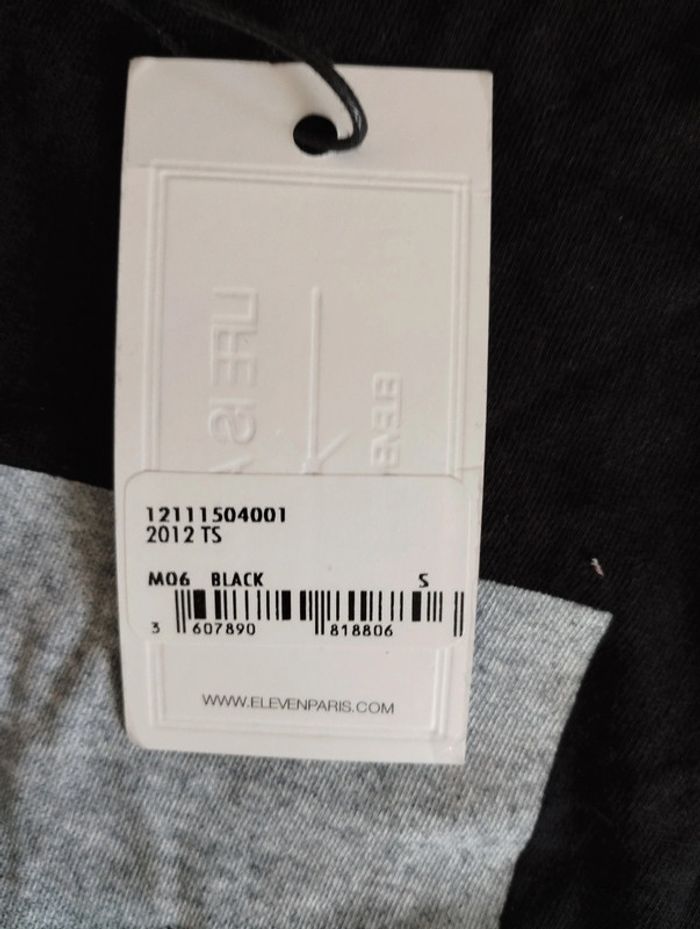 12111504001
2012 TS
M06 BLACK S
3 607890 818806
WWW.ELEVENPARIS.COM